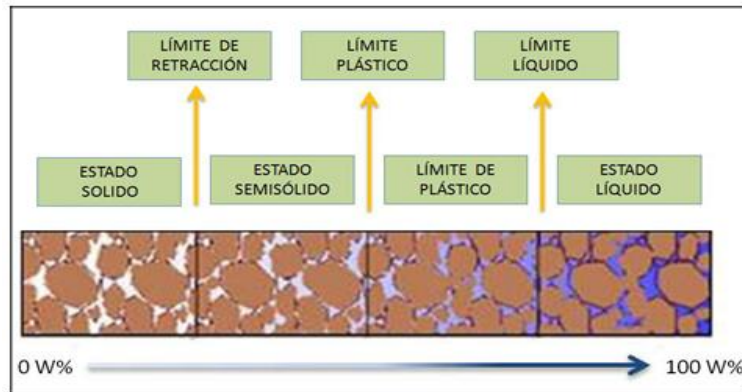 LÍMITE DE
RETRACCIÓN
LÍMITE
PLÁSTICO
LÍMITE
LÍQUIDO
ESTADO
SOLIDO
ESTADO
SEMISÓLIDO
LÍMITE DE
PLÁSTICO
ESTADO
LÍQUIDO
0 W%
100 W%